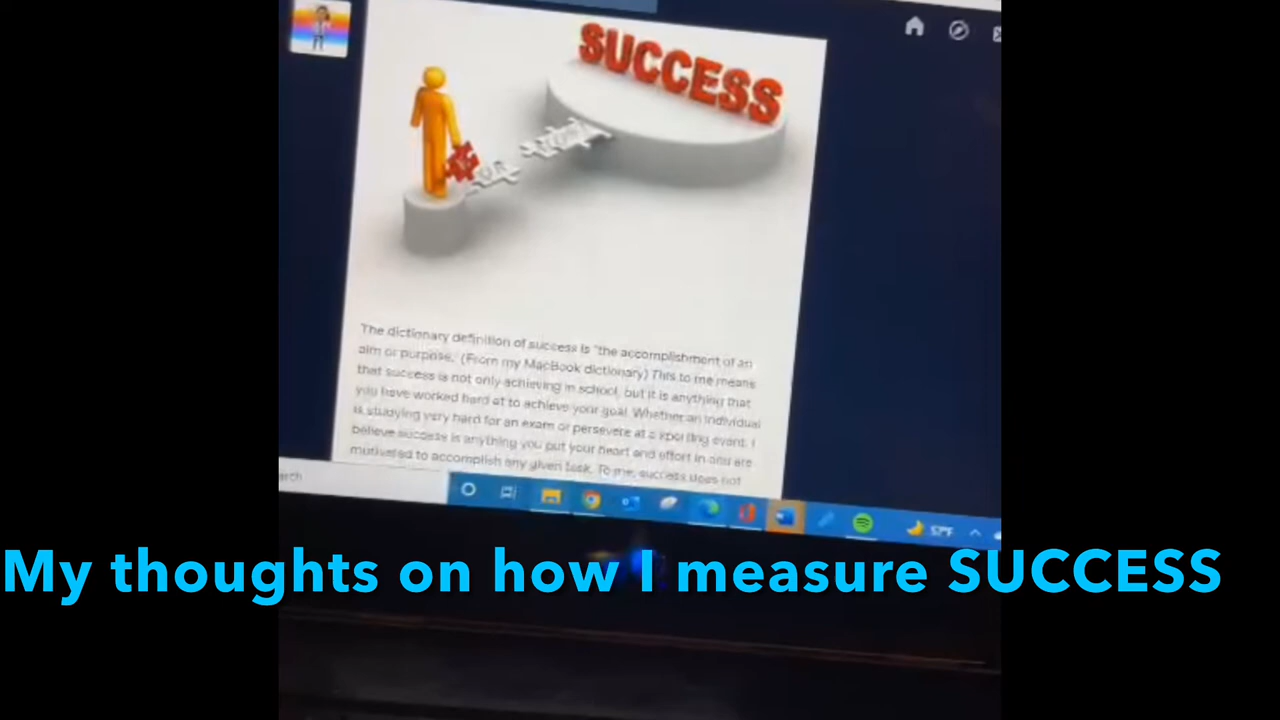 SUCCESS
The dictionary definition of success is "the accomplishment of an
aim or purpose." (From my MacBook dictionary) This to me means
that success is not only achieving in school, but it is anything that
you have worked hard at to achieve your goal. Whether an individual
is studying very hard for an exam or persevere at a sporting event. I
believe success is anything you put your heart and effort in and are
motivated to accomplish any given task. To me, success does not
57°F
My thoughts on how I measure SUCCESS